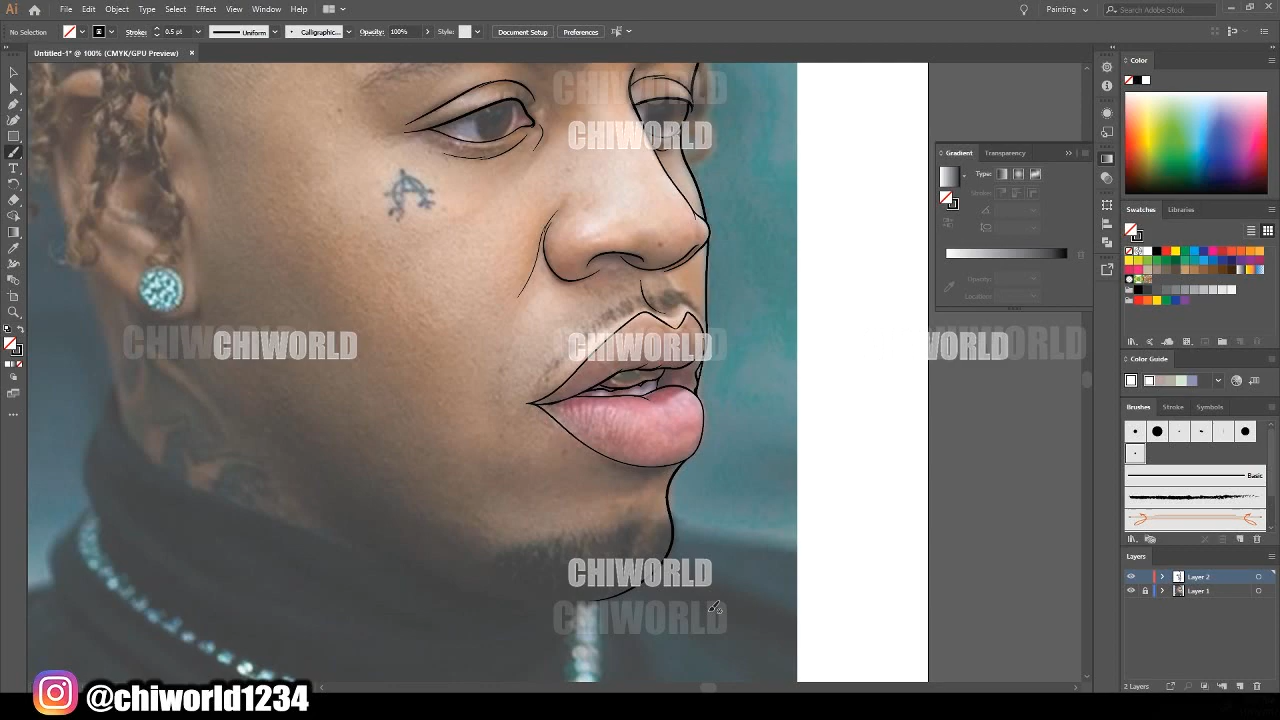 Ai File Edit Object Type Select Effect View Window Help Painting Search Adobe Stock
No Selection Stroke: 0.5 pt Uniform Calligraphic... Opacity: 100% Style: Document Setup Preferences
Untitled-1* @ 100% (CMYK/GPU Preview) ×
Color
Gradient Transparency
Type:
Stroke:
Opacity:
Location:
Swatches Libraries
Color Guide
Brushes Stroke Symbols
Basic
Layers
Layer 2
Layer 1
2 Layers
CHIWORLD
CHIWORLD
CHIWORLD
CHIWORLD
CHIWORLD
CHIWORLD
CHIWORLD
CHIWORLD
CHIWORLD
CHIWORLD
CHIWORLD
@chiworld1234